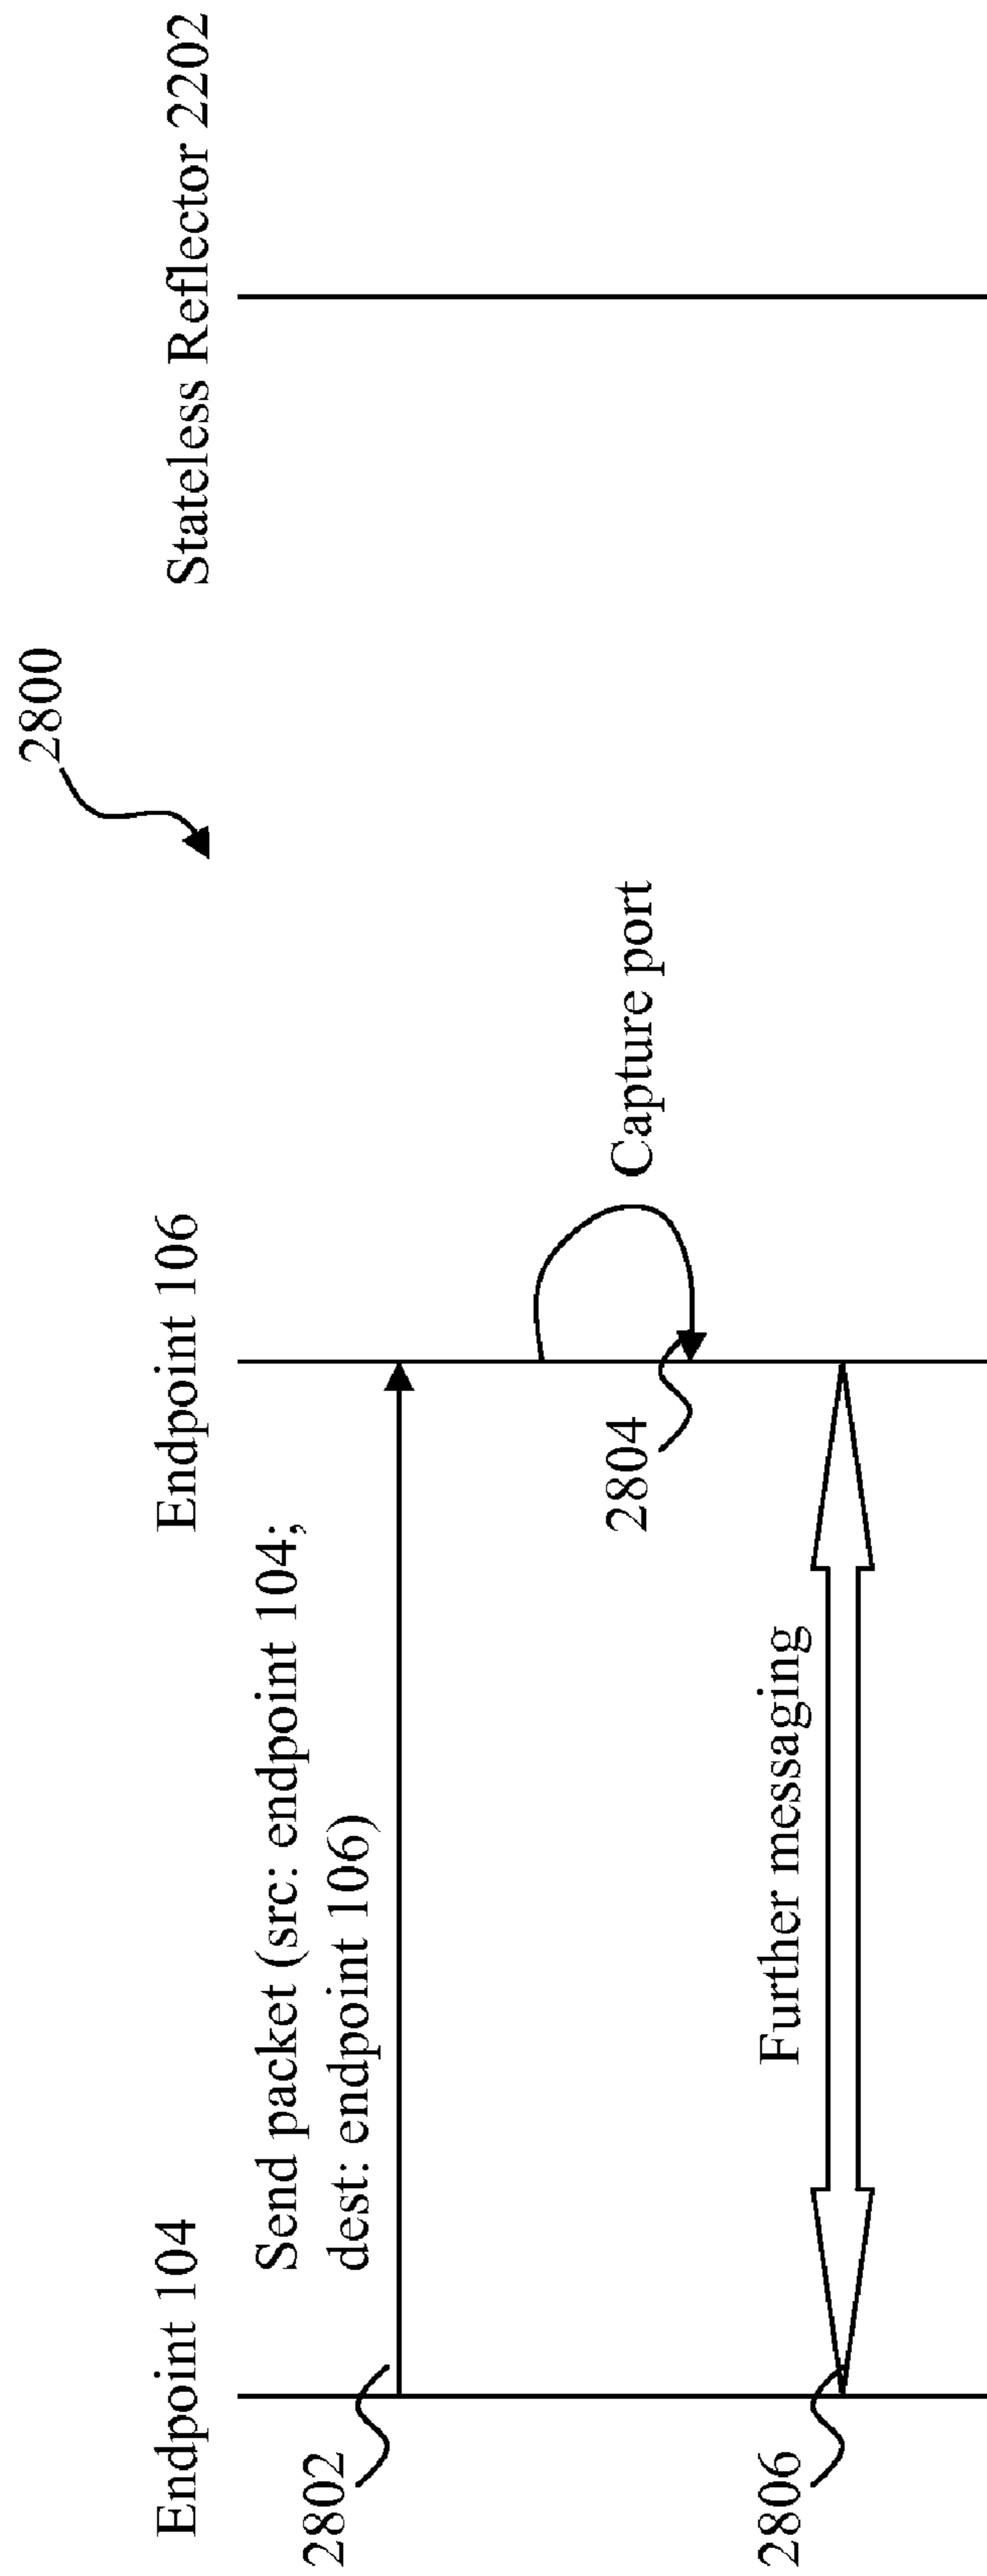 2800
Endpoint 104
Endpoint 106
Stateless Reflector 2202
2802
Send packet (src: endpoint 104;
dest: endpoint 106)
2804
Capture port
2806
Further messaging